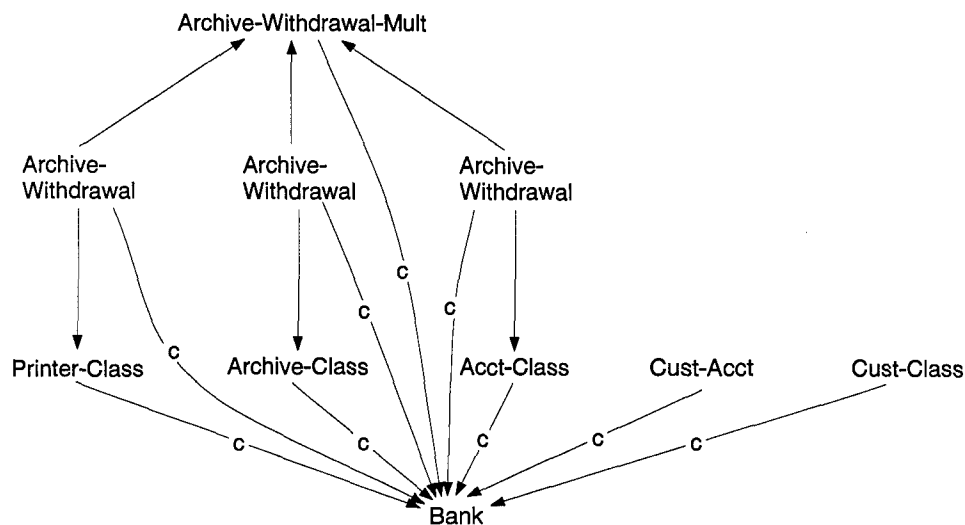 Archive-Withdrawal-Mult
Archive-
Withdrawal
Archive-
Withdrawal
Archive-
Withdrawal
c
c
c
c
Printer-Class
Archive-Class
Acct-Class
Cust-Acct
Cust-Class
c
c
c
c
c
Bank